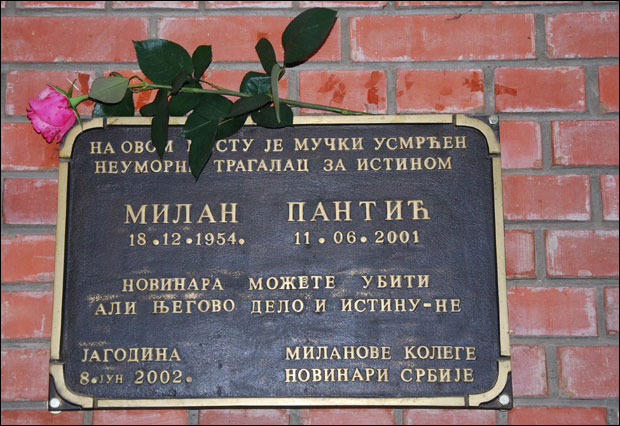 НА ОВОМ МЕСТУ ЈЕ МУЧКИ УСМРЋЕН
НЕУМОРНИ ТРАГАЛАЦ ЗА ИСТИНОМ
МИЛАН ПАНТИЋ
18.12.1954. 11.06.2001
НОВИНАРА МОЖЕТЕ УБИТИ
АЛИ ЊЕГОВО ДЕЛО И ИСТИНУ-НЕ
ЈАГОДИНА МИЛАНОВЕ КОЛЕГЕ
8.ЈУН 2002. НОВИНАРИ СРБИЈЕ